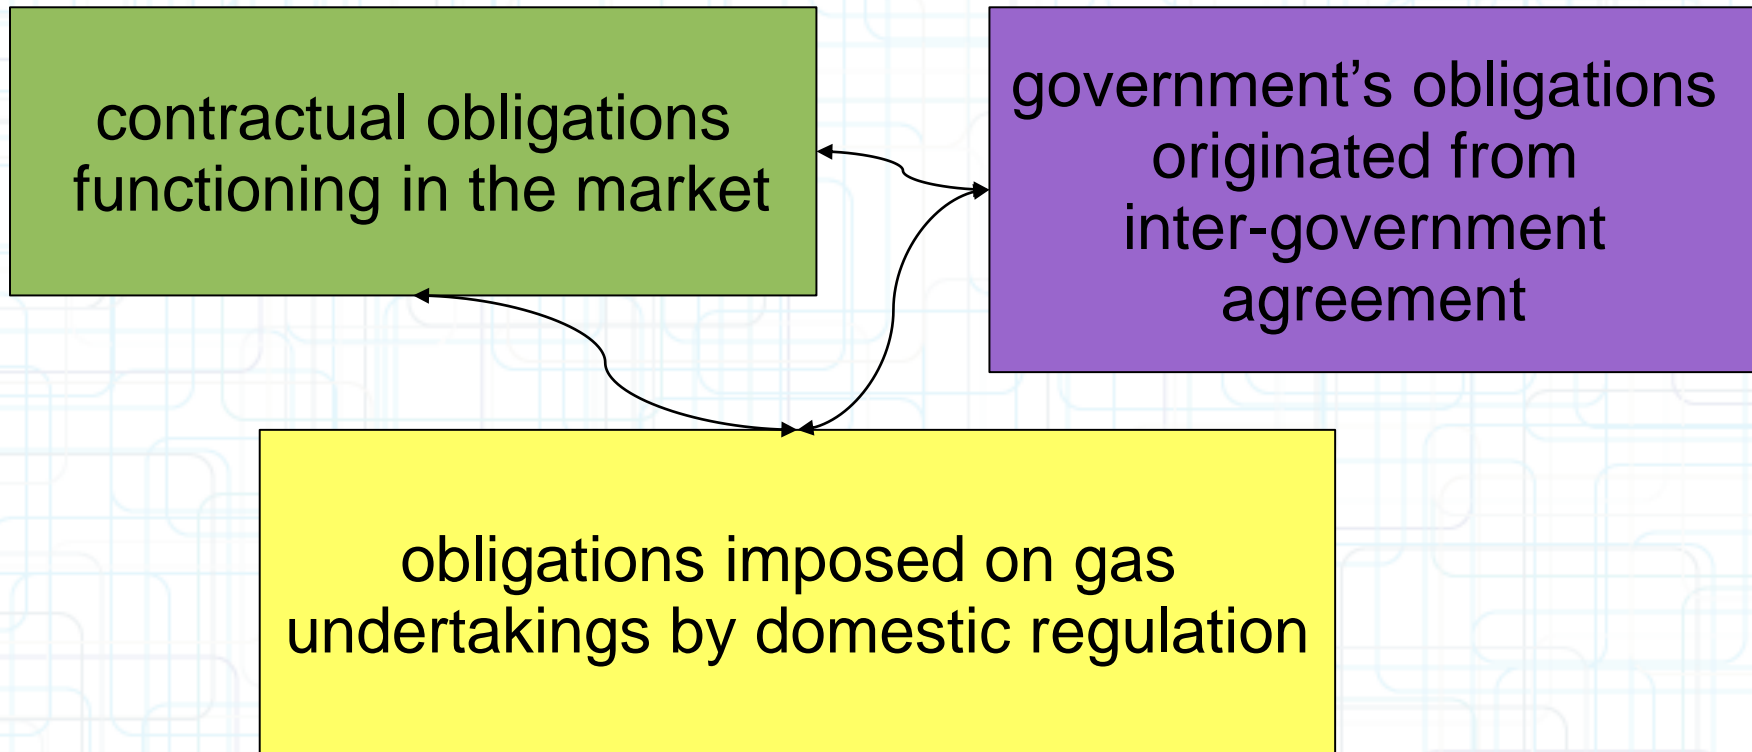 contractual obligations
functioning in the market
government’s obligations
originated from
inter-government
agreement
obligations imposed on gas
undertakings by domestic regulation